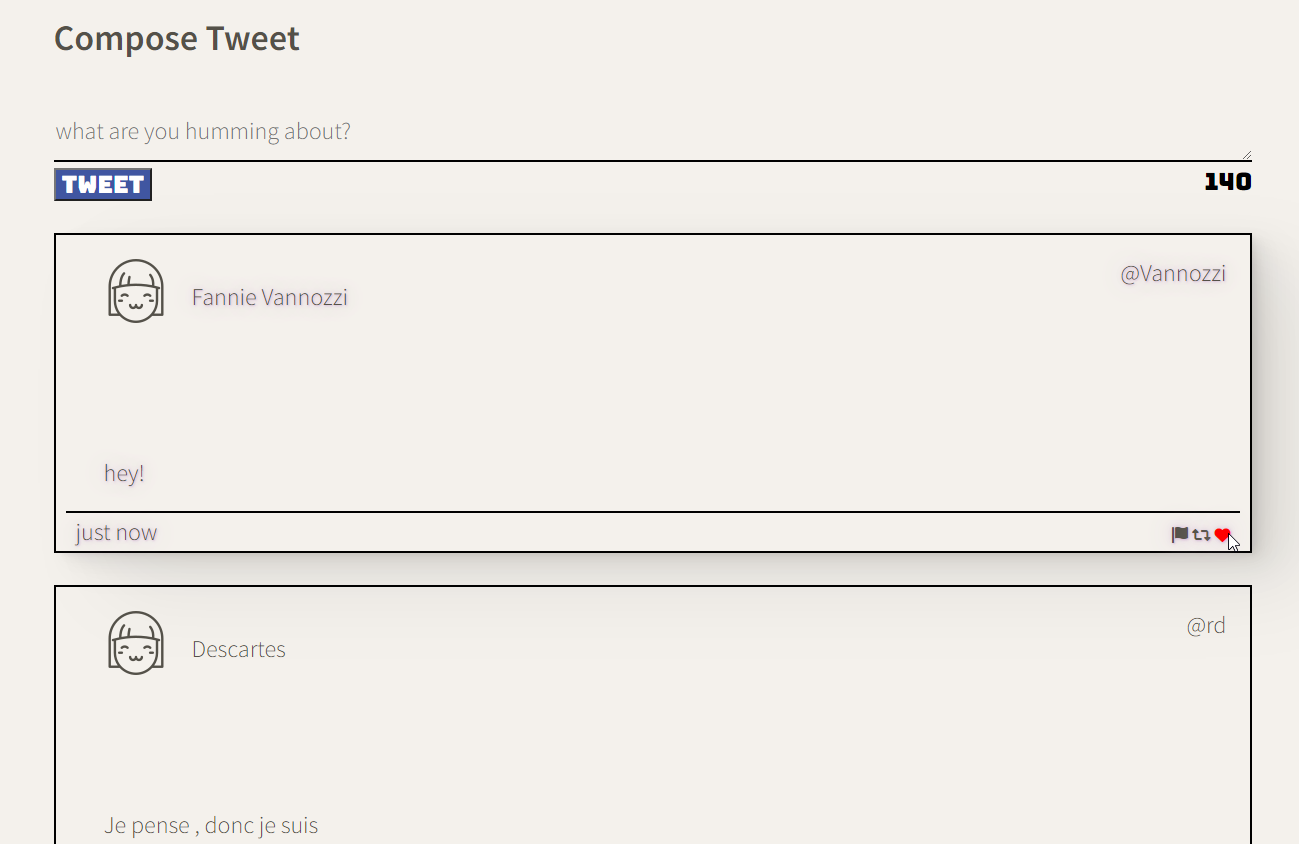 Compose Tweet
what are you humming about?
TWEET
140
Fannie Vannozzi
@Vannozzi
hey!
just now
Descartes
@rd
Je pense , donc je suis